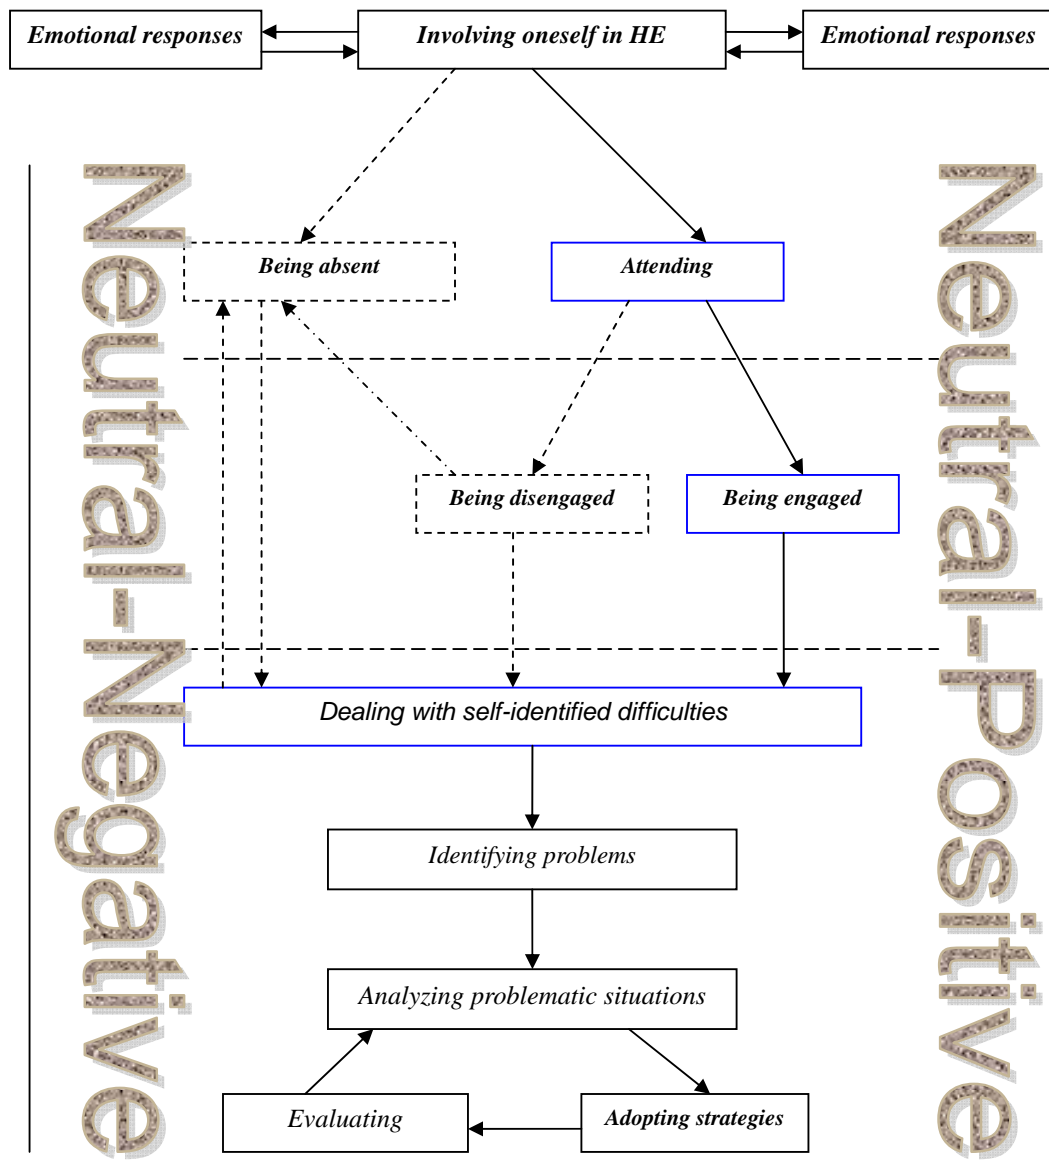 Emotional responses
Involving oneself in HE
Emotional responses
Neutral-Negative
Neutral-Positive
Being absent
Attending
Being disengaged
Being engaged
Dealing with self-identified difficulties
Identifying problems
Analyzing problematic situations
Evaluating
Adopting strategies